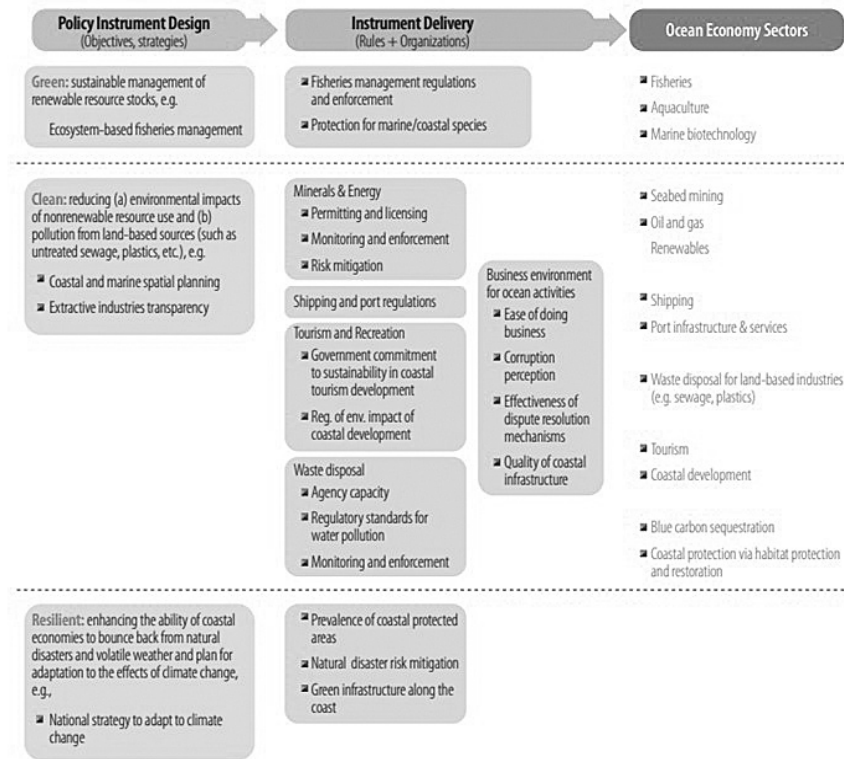 Policy Instrument Design
(Objectives, strategies)
Instrument Delivery
(Rules + Organizations)
Ocean Economy Sectors
Green: sustainable management of
renewable resource stocks, e.g.
Ecosystem-based fisheries management
Fisheries management regulations
and enforcement
Protection for marine/coastal species
Fisheries
Aquaculture
Marine biotechnology
Clean: reducing (a) environmental impacts
of nonrenewable resource use and (b)
pollution from land-based sources (such as
untreated sewage, plastics, etc.), e.g.
Coastal and marine spatial planning
Extractive industries transparency
Minerals & Energy
Permitting and licensing
Monitoring and enforcement
Risk mitigation
Shipping and port regulations
Tourism and Recreation
Government commitment
to sustainability in coastal
tourism development
Reg. of env. impact of
coastal development
Waste disposal
Agency capacity
Regulatory standards for
water pollution
Monitoring and enforcement
Business environment
for ocean activities
Ease of doing
business
Corruption
perception
Effectiveness of
dispute resolution
mechanisms
Quality of coastal
infrastructure
Seabed mining
Oil and gas
Renewables
Shipping
Port infrastructure & services
Waste disposal for land-based industries
(e.g. sewage, plastics)
Tourism
Coastal development
Blue carbon sequestration
Coastal protection via habitat protection
and restoration
Resilient: enhancing the ability of coastal
economies to bounce back from natural
disasters and volatile weather and plan for
adaptation to the effects of climate change,
e.g.,
National strategy to adapt to climate
change
Prevalence of coastal protected
areas
Natural disaster risk mitigation
Green infrastructure along the
coast